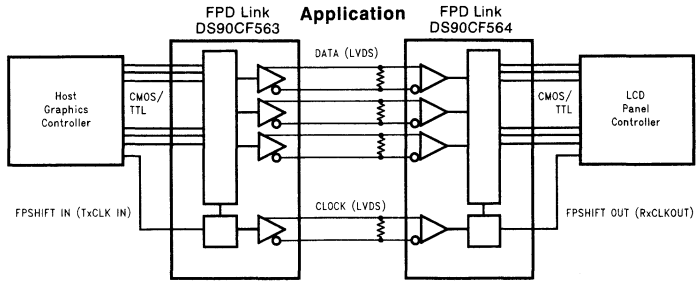 Application
FPD Link
DS90CF563
FPD Link
DS90CF564
DATA (LVDS)
Host
Graphics
Controller
CMOS/
TTL
CMOS/
TTL
LCD
Panel
Controller
CLOCK (LVDS)
FPSHIFT IN (TxCLK IN)
FPSHIFT OUT (RxCLKOUT)